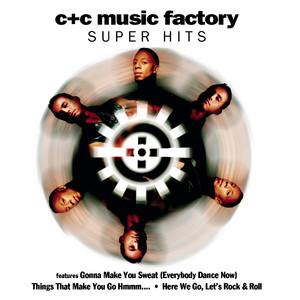 c+c music factory
SUPER HITS
features Gonna Make You Sweat (Everybody Dance Now)
Things That Make You Go Hmmm.... • Here We Go, Let's Rock & Roll